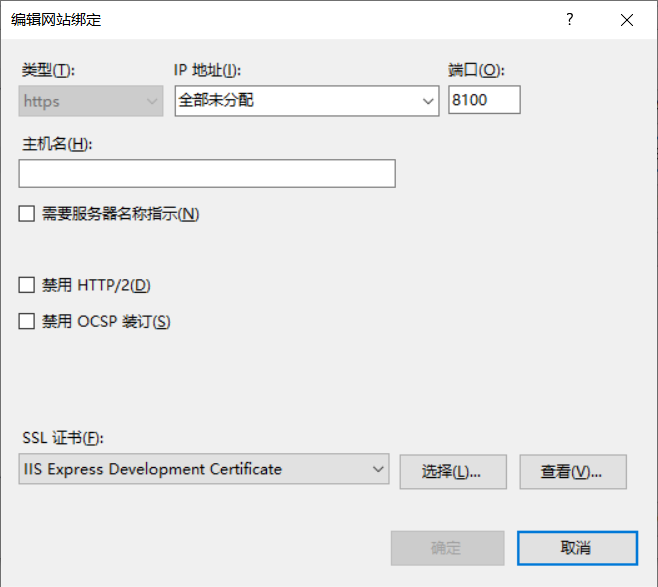 编辑网站绑定 ?
类型(T): IP 地址(I): 端口(O):
https 全部未分配 8100
主机名(H):
需要服务器名称指示(N)
禁用 HTTP/2(D)
禁用 OCSP 装订(S)
SSL 证书(F):
IIS Express Development Certificate 选择(L)... 查看(V)...
确定 取消